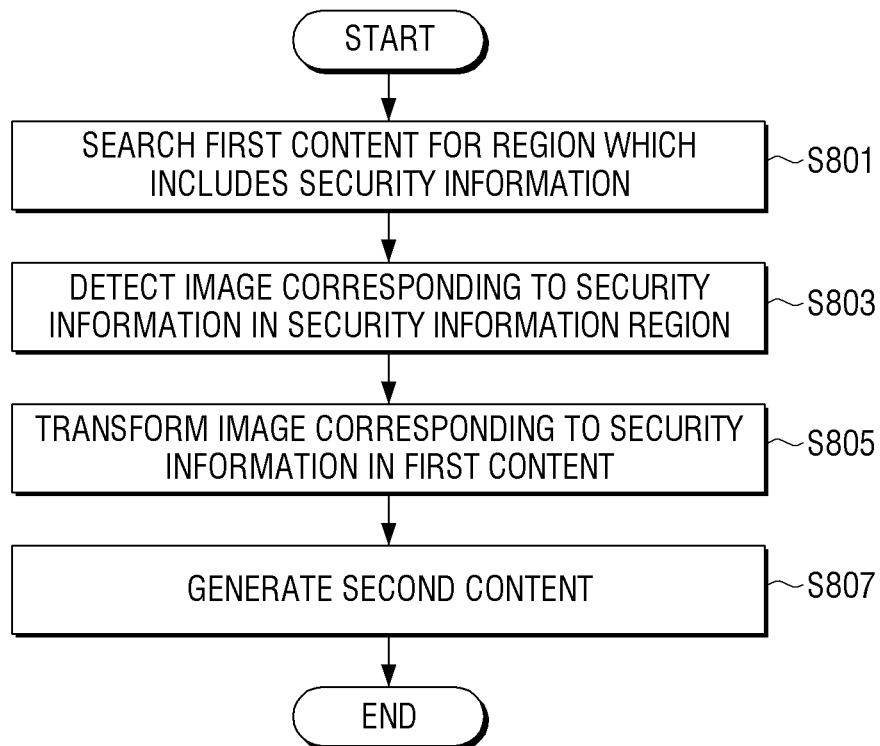 START
SEARCH FIRST CONTENT FOR REGION WHICH
INCLUDES SECURITY INFORMATION
S801
DETECT IMAGE CORRESPONDING TO SECURITY
INFORMATION IN SECURITY INFORMATION REGION
S803
TRANSFORM IMAGE CORRESPONDING TO SECURITY
INFORMATION IN FIRST CONTENT
S805
GENERATE SECOND CONTENT
S807
END